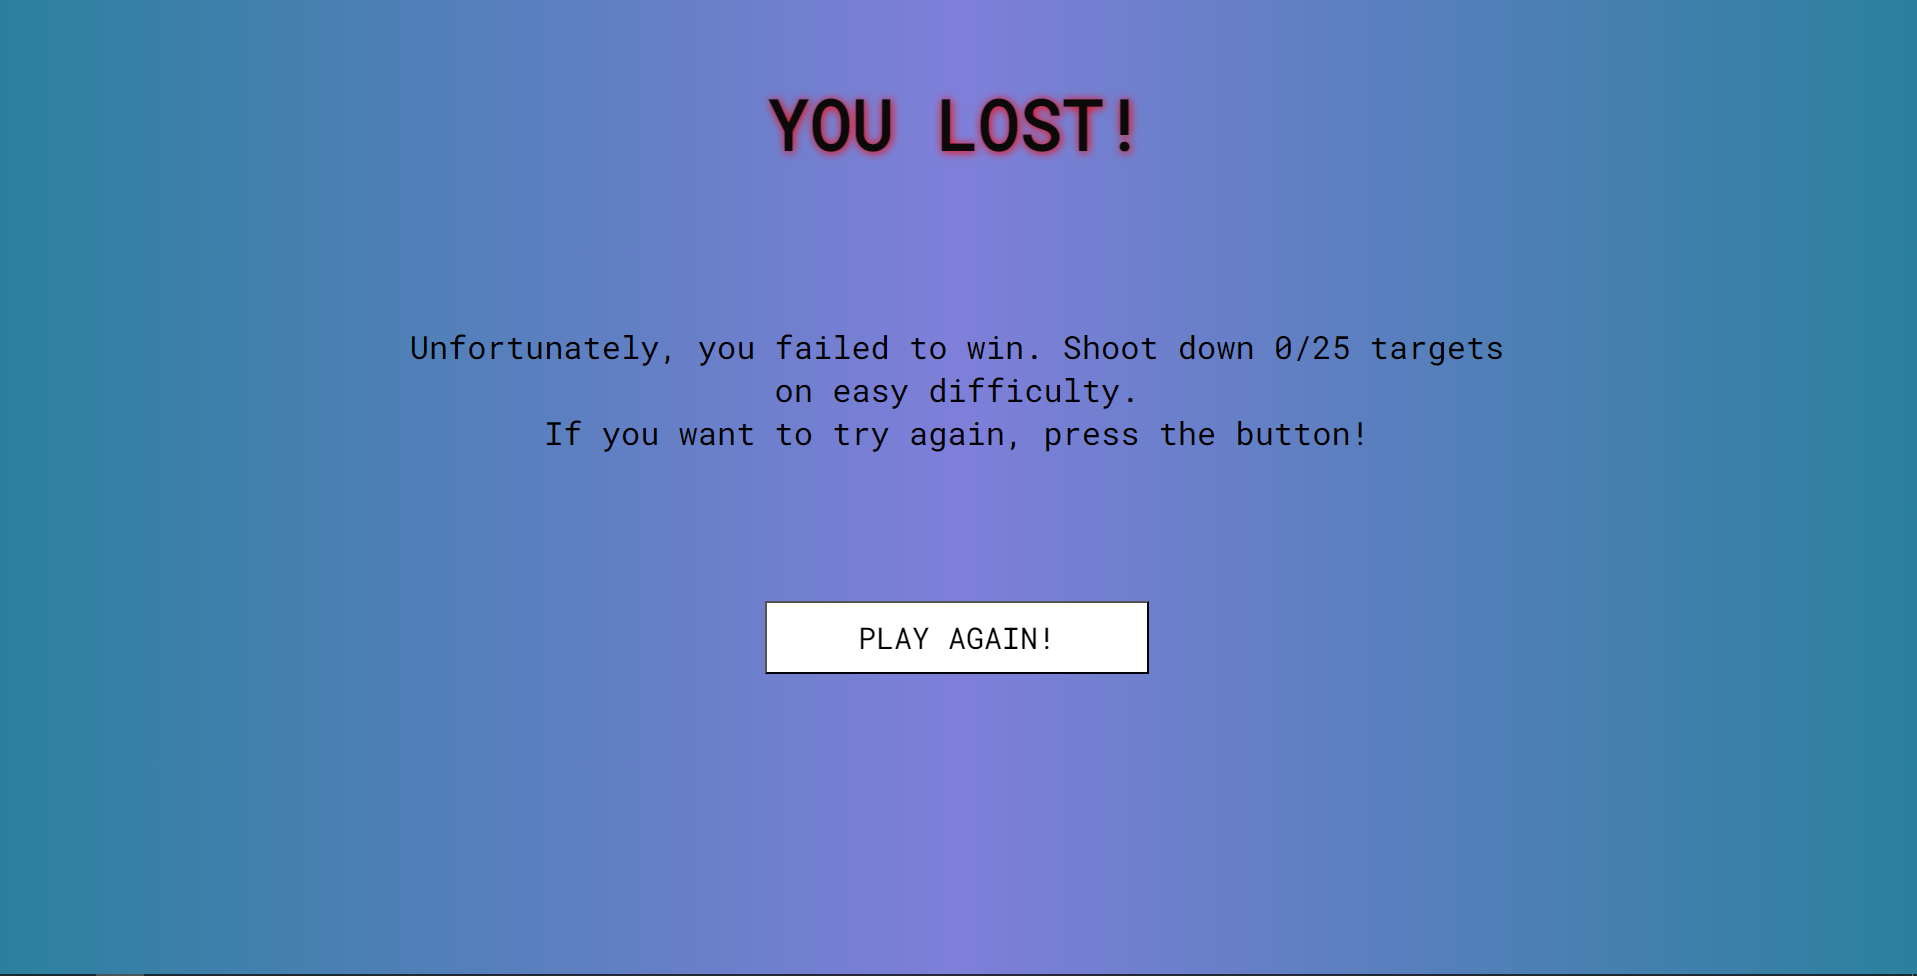 YOU LOST!
Unfortunately, you failed to win. Shoot down 0/25 targets
on easy difficulty.
If you want to try again, press the button!
PLAY AGAIN!